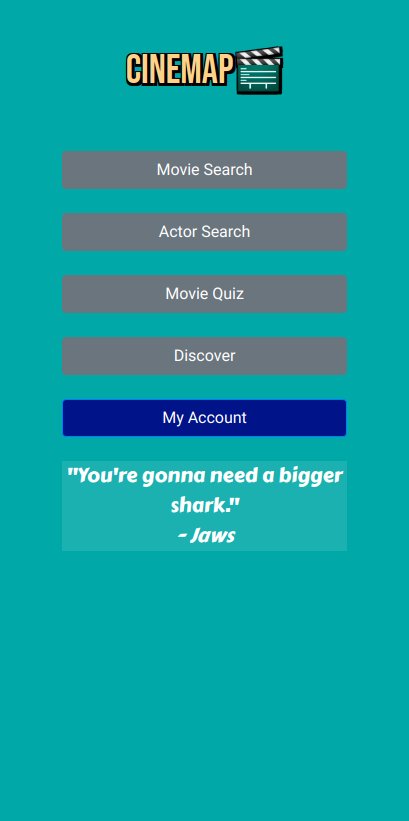 CINEMAP
Movie Search
Actor Search
Movie Quiz
Discover
My Account
"You're gonna need a bigger
shark."
- Jaws